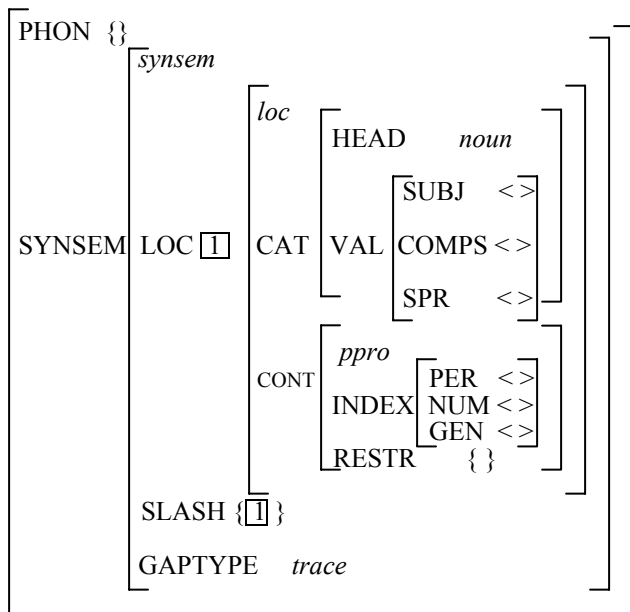 PHON {}
synsem
loc
HEAD noun
SUBJ < >
SYNSEM LOC 1 CAT VAL COMPS < >
SPR < >
ppro
CONT PER < >
INDEX NUM < >
GEN < >
RESTR { }
SLASH { 1 }
GAPTYPE trace